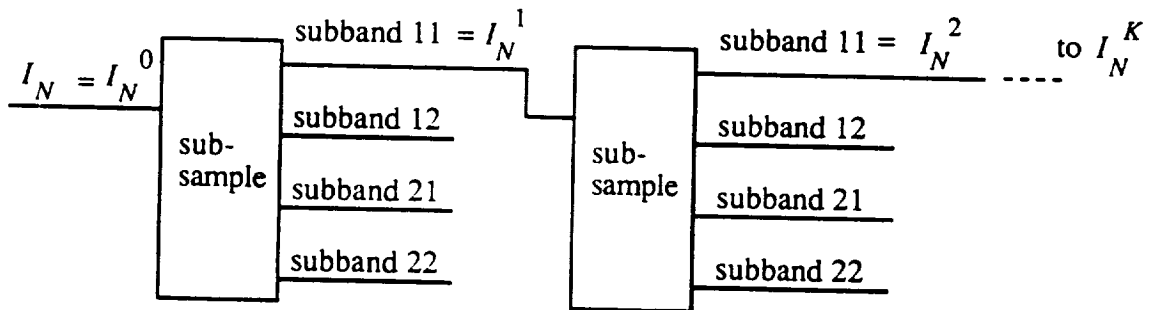 I_N = I_N^0
sub-
sample
subband 11 = I_N^1
subband 12
subband 21
subband 22
sub-
sample
subband 11 = I_N^2
subband 12
subband 21
subband 22
to I_N^K